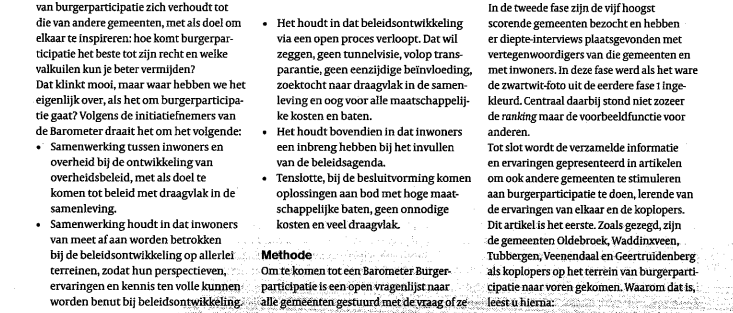 van burgerparticipatie zich verhoudt tot
die van andere gemeenten, met als doel om
elkaar te inspireren: hoe komt burgerpar-
ticipatie het beste tot zijn recht en welke
valkuilen kun je beter vermijden?
Dat klinkt mooi, maar waar hebben we het
eigenlijk over, als het om burgerparticipa-
tie gaat? Volgens de initiatiefnemers van
de Barometer draait het om het volgende:
• Samenwerking tussen inwoners en
overheid bij de ontwikkeling van
overheidsbeleid, met als doel te
komen tot beleid met draagvlak in de
samenleving.
• Samenwerking houdt in dat inwoners
van meet af aan worden betrokken
bij de beleidsontwikkeling op allerlei
terreinen, zodat hun perspectieven,
ervaringen en kennis ten volle kunnen
worden benut bij beleidsontwikkeling.
• Het houdt in dat beleidsontwikkeling
via een open proces verloopt. Dat wil
zeggen, geen tunnelvisie, volop trans-
parantie, geen eenzijdige beïnvloeding,
zoektocht naar draagvlak in de samen-
leving en oog voor alle maatschappelij-
ke kosten en baten.
• Het houdt bovendien in dat inwoners
een inbreng hebben bij het invullen
van de beleidsagenda.
• Tenslotte, bij de besluitvorming komen
oplossingen aan bod met hoge maat-
schappelijke baten, geen onnodige
kosten en veel draagvlak.
Methode
Om te komen tot een Barometer Burger-
participatie is een open vragenlijst naar
alle gemeenten gestuurd met de vraag of ze
In de tweede fase zijn de vijf hoogst
scorende gemeenten bezocht en hebben
er diepte-interviews plaatsgevonden met
vertegenwoordigers van die gemeenten en
met inwoners. In deze fase werd als het ware
de zwartwit-foto uit de eerdere fase 1 inge-
kleurd. Centraal daarbij stond niet zozeer
de ranking maar de voorbeeldfunctie voor
anderen.
Tot slot wordt de verzamelde informatie
en ervaringen gepresenteerd in artikelen
om ook andere gemeenten te stimuleren
aan burgerparticipatie te doen, lerende van
de ervaringen van elkaar en de koplopers.
Dit artikel is het eerste. Zoals gezegd, zijn
de gemeenten Oldebroek, Waddinxveen,
Tubbergen, Veenendaal en Geertruidenberg
als koplopers op het terrein van burgerparti-
cipatie naar voren gekomen. Waarom dat is,
leest u hierna: